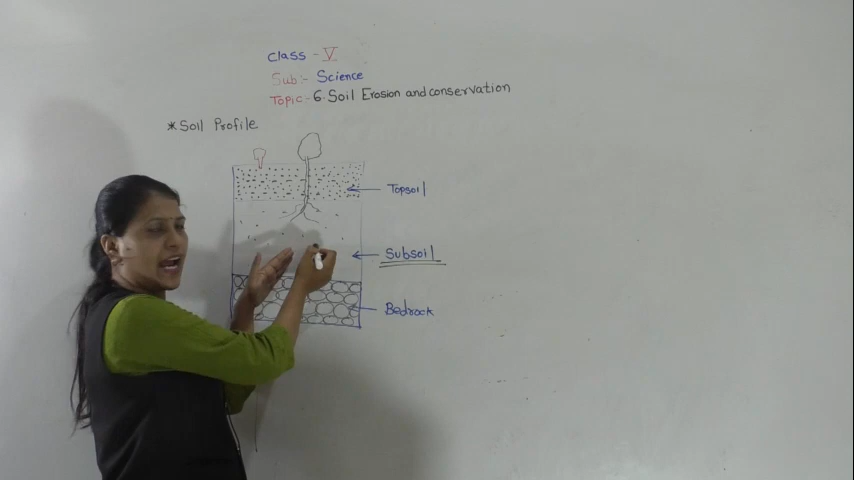 Class - V
Sub:- Science
Topic - 6. Soil Erosion and conservation
*Soil Profile
Topsoil
Subsoil
Bedrock